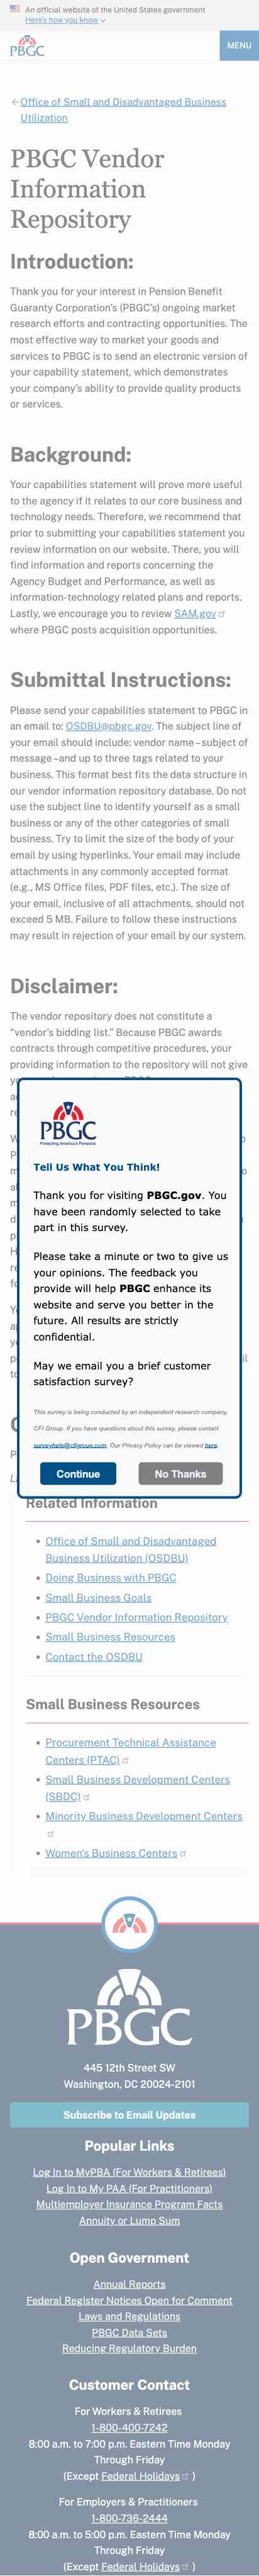 An official website of the United States government
Here's how you know
PBGC
MENU
Office of Small and Disadvantaged Business
Utilization
PBGC Vendor
Information
Repository
Introduction:
Thank you for your interest in Pension Benefit
Guaranty Corporation's (PBGC's) ongoing market
research efforts and contracting opportunities. The
most effective way to market your goods and
services to PBGC is to send an electronic version of
your capability statement, which demonstrates
your company's ability to provide quality products
or services.
Background:
Your capabilities statement will prove more useful
to the agency if it relates to our core business and
technology needs. Therefore, we recommend that
prior to submitting your capabilities statement you
review information on our website. There, you will
find information and reports concerning the
Agency Budget and Performance, as well as
information-technology related plans and reports.
Lastly, we encourage you to review SAM.gov
where PBGC posts acquisition opportunities.
Submittal Instructions:
Please send your capabilities statement to PBGC in
an email to: OSDBU@pbgc.gov. The subject line of
your email should include: vendor name – subject of
message – and up to three tags related to your
business. This format best fits the data structure in
our vendor information repository database. Do not
use the subject line to identify yourself as a small
business or any of the other categories of small
business. Try to limit the size of the body of your
email by using hyperlinks. Your email may include
attachments in any commonly accepted format
(e.g., MS Office files, PDF files, etc,). The size of
your email, inclusive of all attachments, should not
exceed 5 MB. Failure to follow these instructions
may result in rejection of your email by our system.
Disclaimer:
The vendor repository does not constitute a
"vendor's bidding list." Because PBGC awards
contracts through competitive procedures, your
providing information to the repository will not give
PBGC
Protecting America's Pensions
Tell Us What You Think!
Thank you for visiting PBGC.gov. You
have been randomly selected to take
part in this survey.
Please take a minute or two to give us
your opinions. The feedback you
provide will help PBGC enhance its
website and serve you better in the
future. All results are strictly
confidential.
May we email you a brief customer
satisfaction survey?
This survey is being conducted by an independent research company,
CFI Group. If you have questions about this survey, please contact
surveyhelp@cfigroup.com. Our Privacy Policy can be viewed here.
Continue
No Thanks
Related Information
Office of Small and Disadvantaged
Business Utilization (OSDBU)
Doing Business with PBGC
Small Business Goals
PBGC Vendor Information Repository
Small Business Resources
Contact the OSDBU
Small Business Resources
Procurement Technical Assistance
Centers (PTAC)
Small Business Development Centers
(SBDC)
Minority Business Development Centers
Women's Business Centers
PBGC
445 12th Street SW
Washington, DC 20024-2101
Subscribe to Email Updates
Popular Links
Log In to MyPBA (For Workers & Retirees)
Log In to My PAA (For Practitioners)
Multiemployer Insurance Program Facts
Annuity or Lump Sum
Open Government
Annual Reports
Federal Register Notices Open for Comment
Laws and Regulations
PBGC Data Sets
Reducing Regulatory Burden
Customer Contact
For Workers & Retirees
1-800-400-7242
8:00 a.m. to 7:00 p.m. Eastern Time Monday
Through Friday
(Except Federal Holidays )
For Employers & Practitioners
1-800-736-2444
8:00 a.m. to 5:00 p.m. Eastern Time Monday
Through Friday
(Except Federal Holidays )